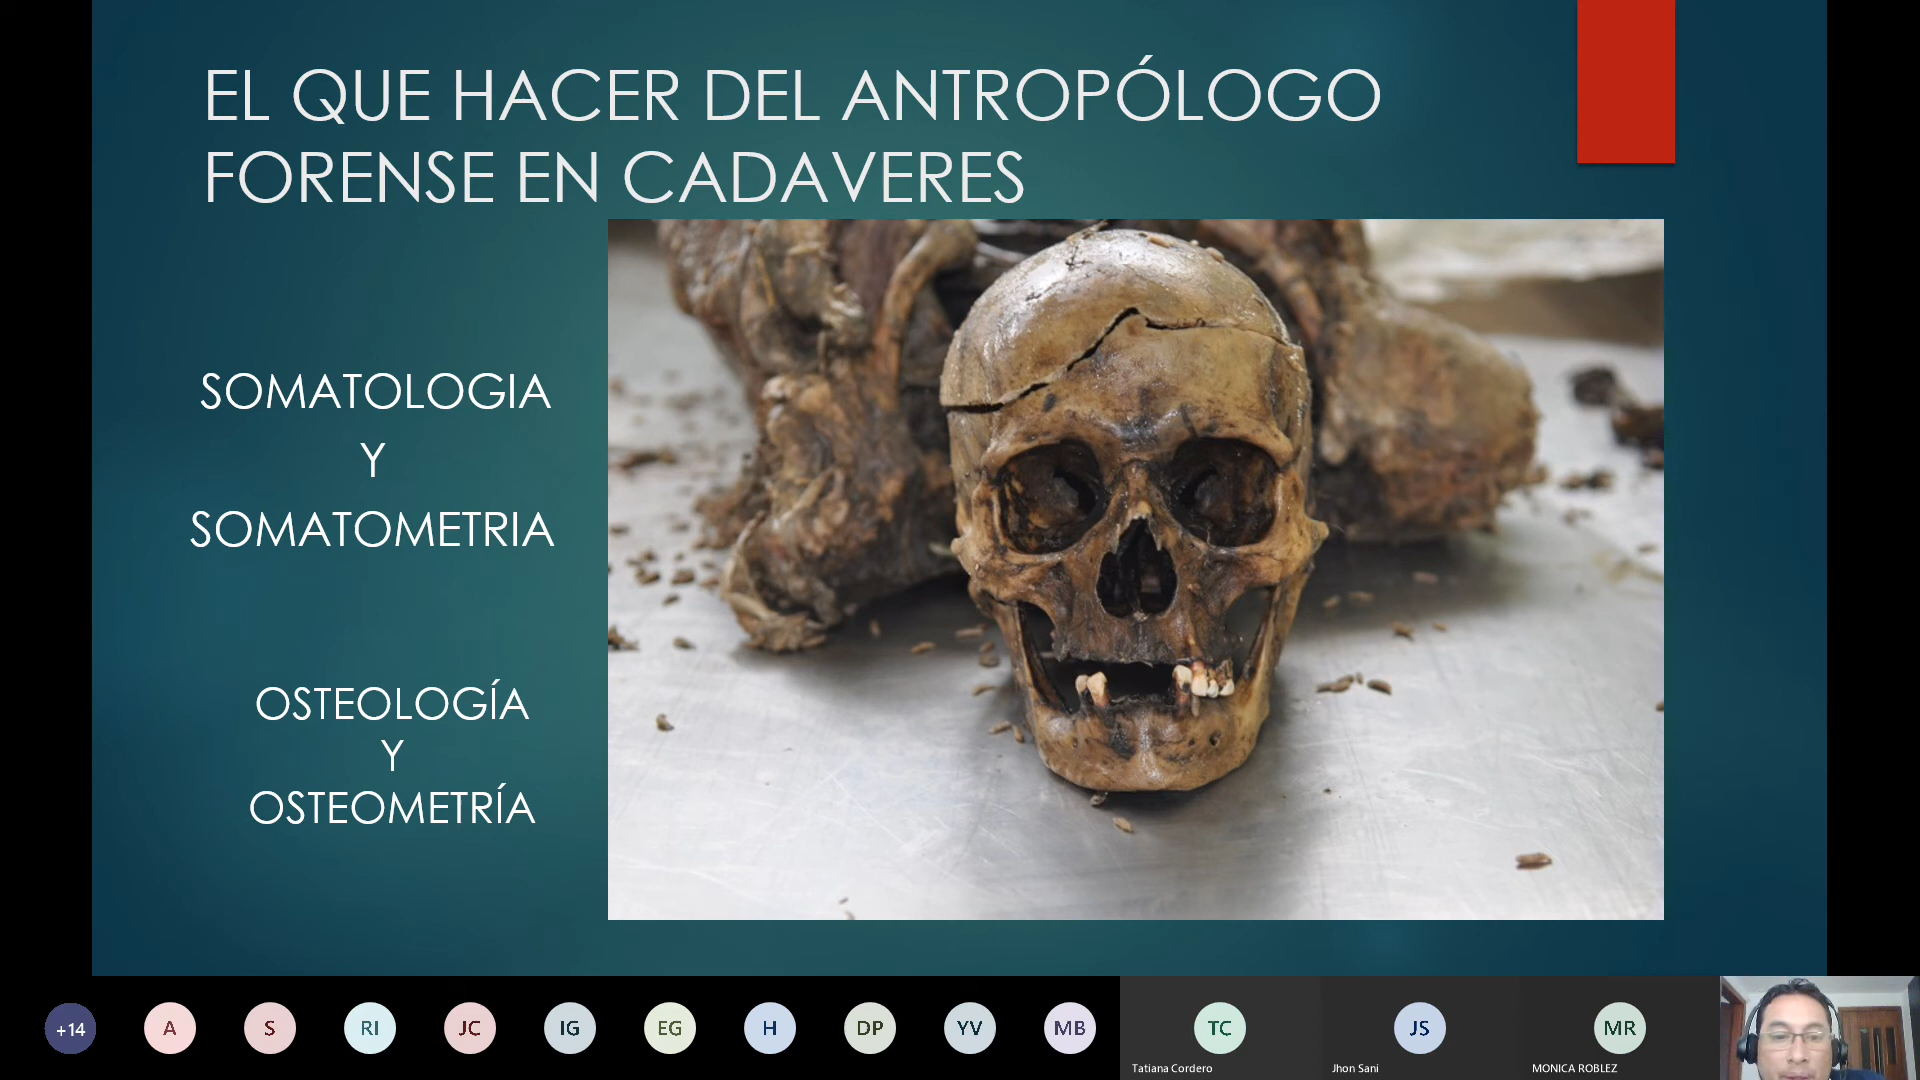 EL QUE HACER DEL ANTROPÓLOGO
FORENSE EN CADAVERES
SOMATOLOGIA
Y
SOMATOMETRIA
OSTEOLOGÍA
Y
OSTEOMETRÍA
+14
A
S
RI
JC
IG
EG
H
DP
YV
MB
TC
JS
MR
Tatiana Cordero
Jhon Sani
MONICA ROBLEZ